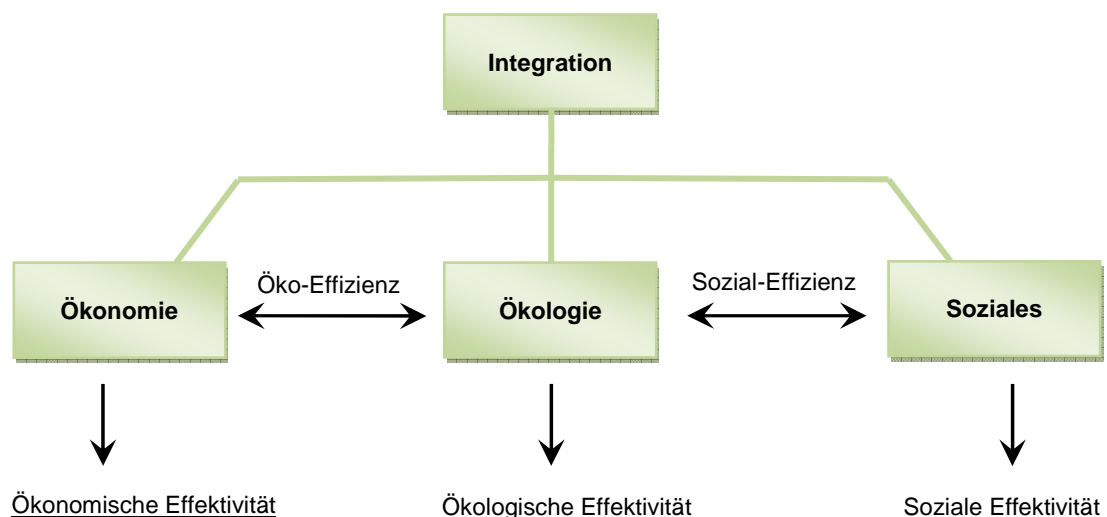 Integration
Öko-Effizienz
Sozial-Effizienz
Ökonomie
Ökologie
Soziales
Ökonomische Effektivität
Ökologische Effektivität
Soziale Effektivität